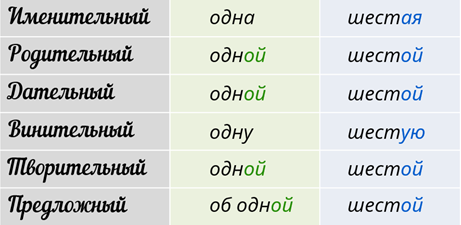 Именительный одна шестая
Родительный одной шестой
Дательный одной шестой
Винительный одну шестую
Творительный одной шестой
Предложный об одной шестой